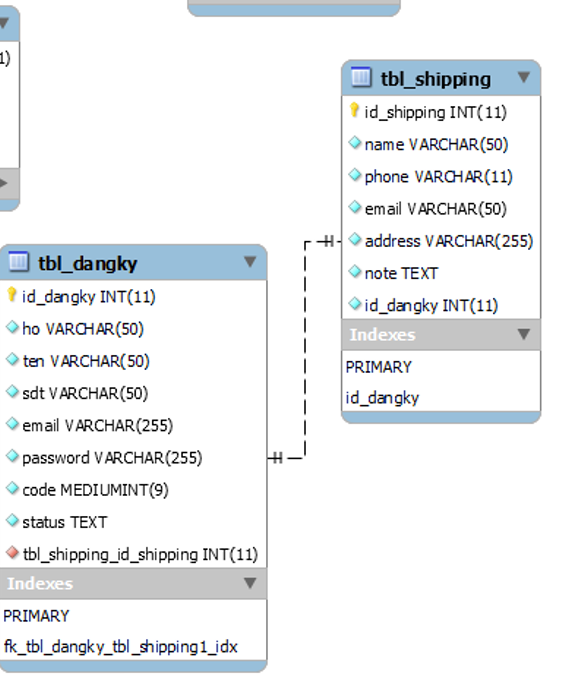 1)
tbl_shipping
id_shipping INT(11)
name VARCHAR(50)
phone VARCHAR(11)
email VARCHAR(50)
address VARCHAR(255)
note TEXT
id_dangky INT(11)
Indexes
PRIMARY
id_dangky
tbl_dangky
id_dangky INT(11)
ho VARCHAR(50)
ten VARCHAR(50)
sdt VARCHAR(50)
email VARCHAR(255)
password VARCHAR(255)
code MEDIUMINT(9)
status TEXT
tbl_shipping_id_shipping INT(11)
Indexes
PRIMARY
fk_tbl_dangky_tbl_shipping1_idx